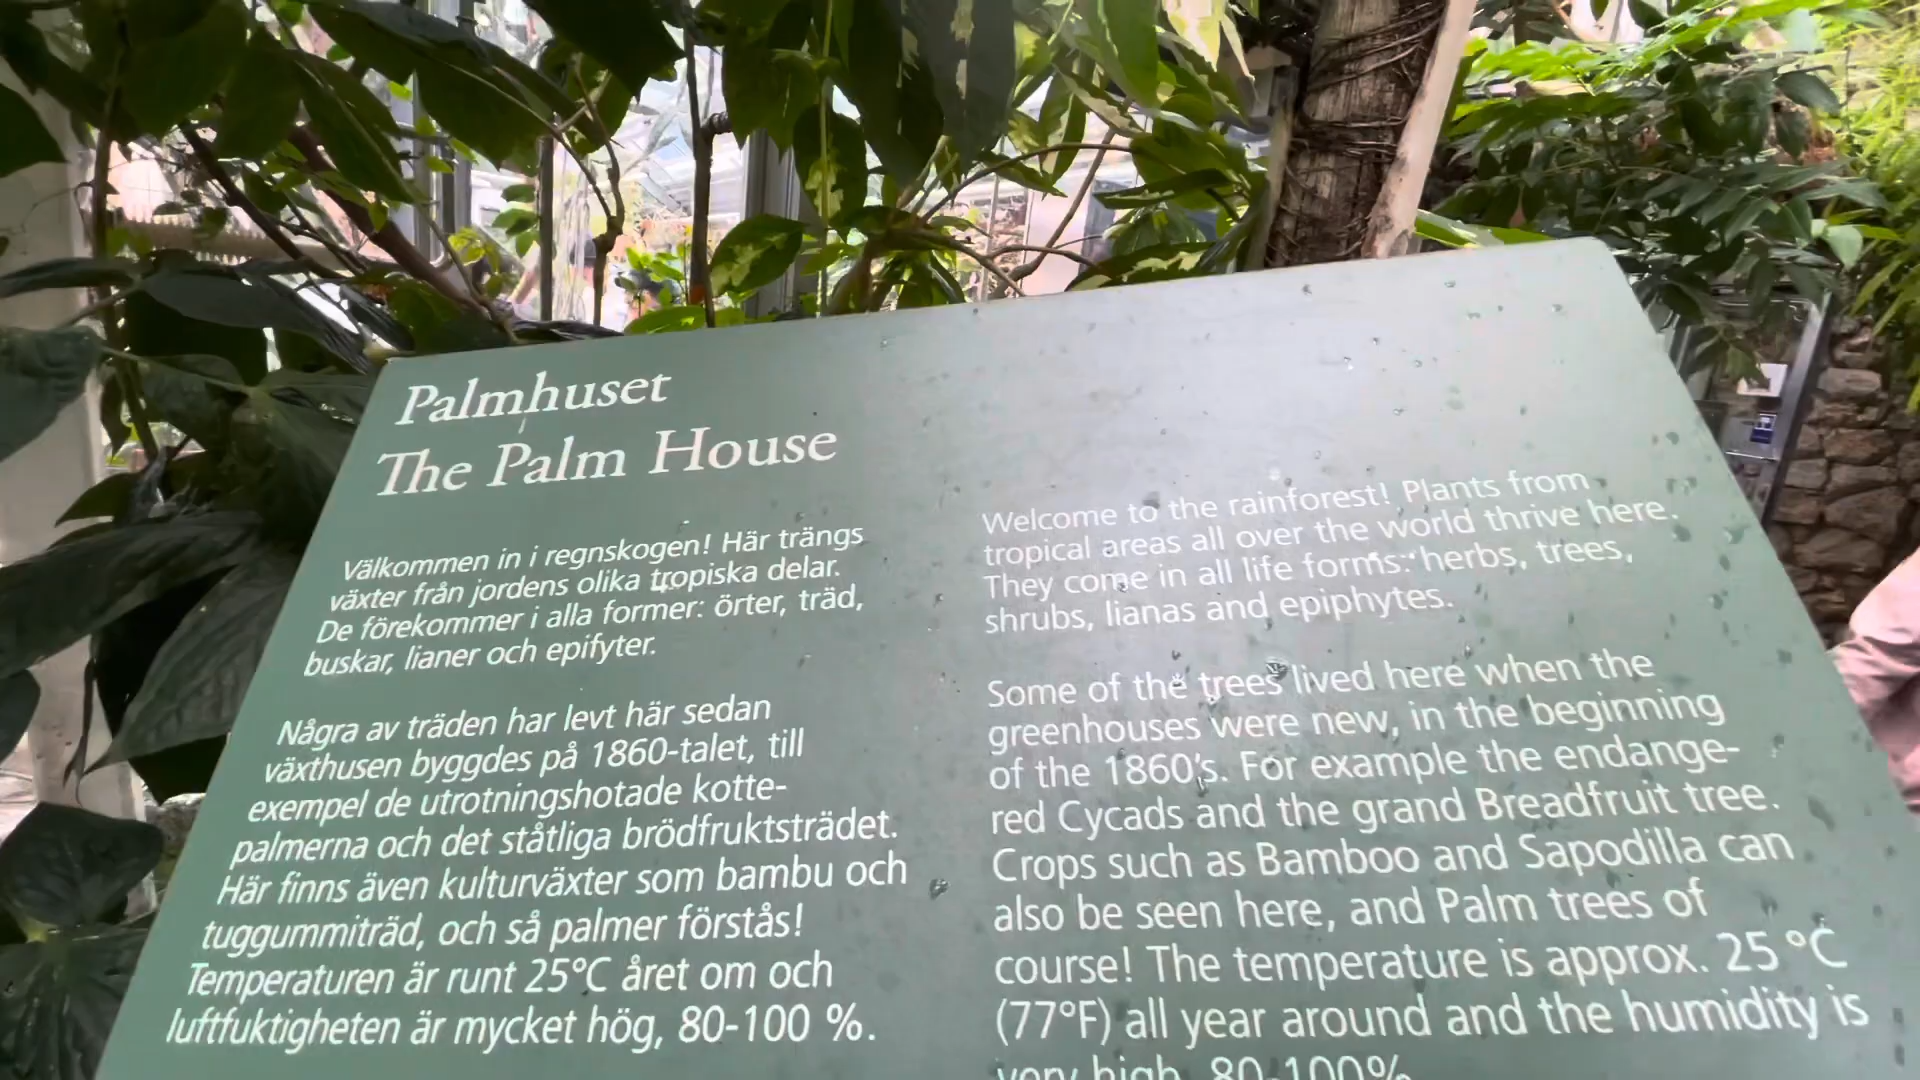 Palmhuset
The Palm House
Välkommen in i regnskogen! Här trängs
växter från jordens olika tropiska delar.
De förekommer i alla former: örter, träd,
buskar, lianer och epifyter.
Några av träden har levt här sedan
växthusen byggdes på 1860-talet, till
exempel de utrotningshotade kotte-
palmerna och det ståtliga brödfruktsträdet.
Här finns även kulturväxter som bambu och
tuggummiträd, och så palmer förstås!
Temperaturen är runt 25°C året om och
luftfuktigheten är mycket hög, 80-100 %.
Welcome to the rainforest! Plants from
tropical areas all over the world thrive here.
They come in all life forms: herbs, trees,
shrubs, lianas and epiphytes.
Some of the trees lived here when the
greenhouses were new, in the beginning
of the 1860's. For example the endange-
red Cycads and the grand Breadfruit tree.
Crops such as Bamboo and Sapodilla can
also be seen here, and Palm trees of
course! The temperature is approx. 25 °C
(77°F) all year around and the humidity is
very high, 80-100%.